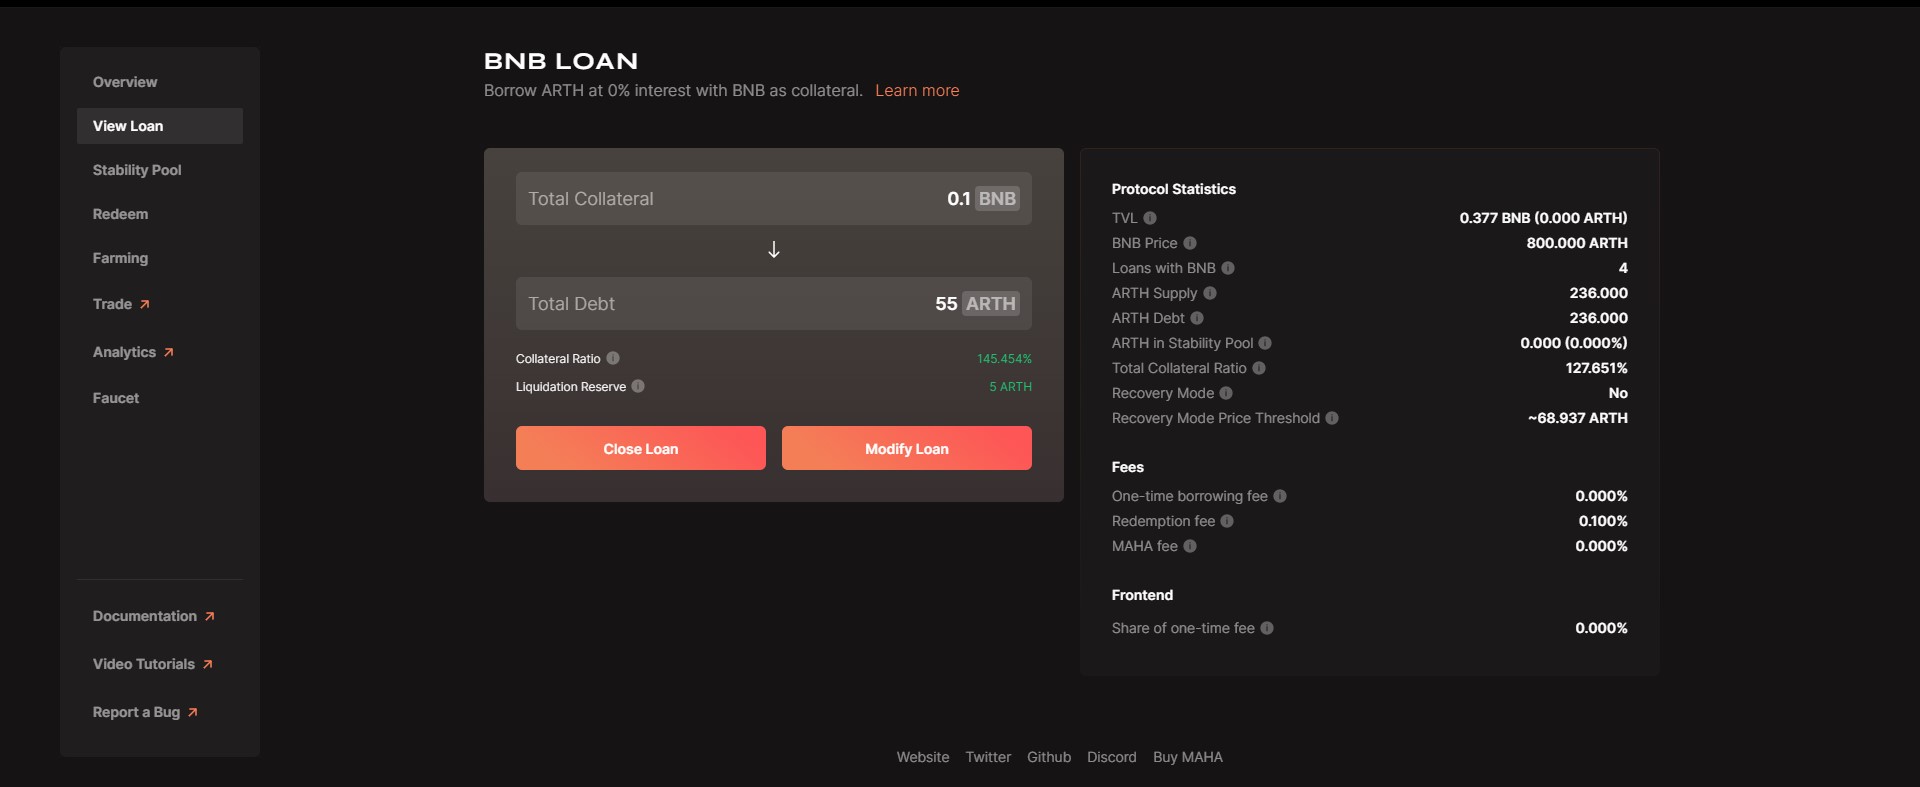 Overview
View Loan
Stability Pool
Redeem
Farming
Trade
Analytics
Faucet
Documentation
Video Tutorials
Report a Bug
BNB LOAN
Borrow ARTH at 0% interest with BNB as collateral. Learn more
Total Collateral 0.1 BNB
Total Debt 55 ARTH
Collateral Ratio 145.454%
Liquidation Reserve 5 ARTH
Close Loan Modify Loan
Protocol Statistics
TVL 0.377 BNB (0.000 ARTH)
BNB Price 800.000 ARTH
Loans with BNB 4
ARTH Supply 236.000
ARTH Debt 236.000
ARTH in Stability Pool 0.000 (0.000%)
Total Collateral Ratio 127.651%
Recovery Mode No
Recovery Mode Price Threshold ~68.937 ARTH
Fees
One-time borrowing fee 0.000%
Redemption fee 0.100%
MAHA fee 0.000%
Frontend
Share of one-time fee 0.000%
Website Twitter Github Discord Buy MAHA